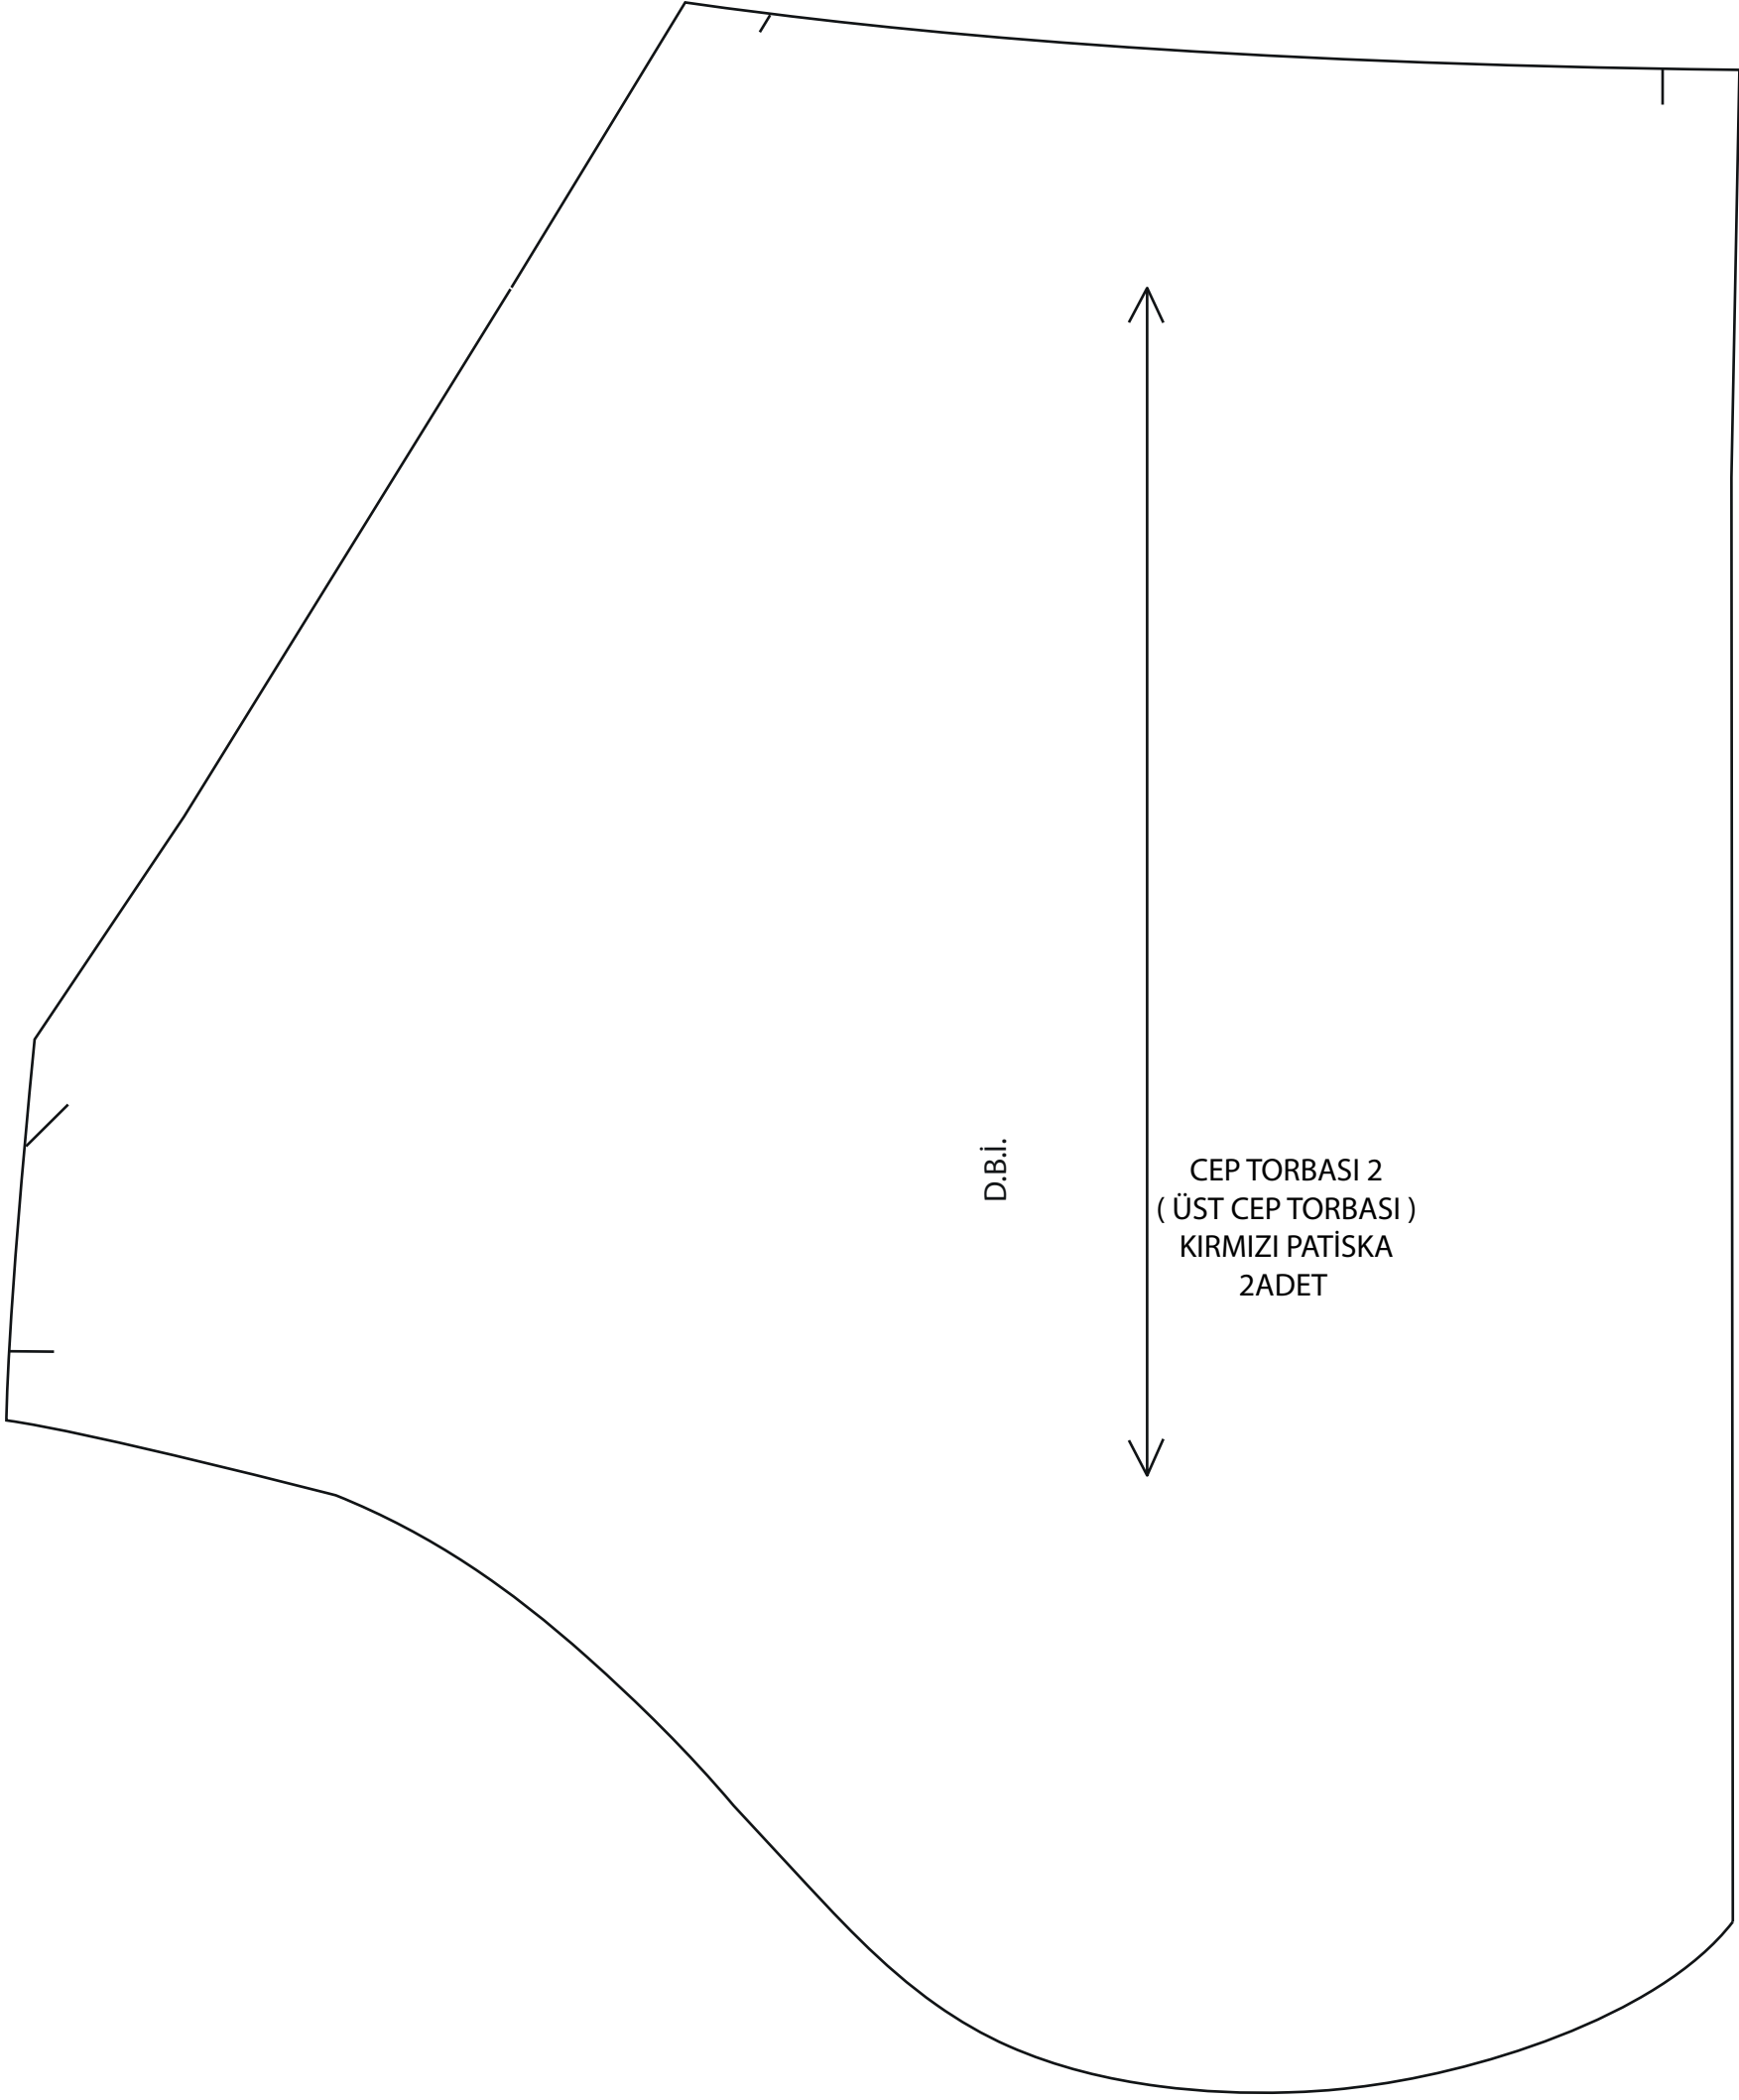 D.B.İ.
CEP TORBASI 2
( ÜST CEP TORBASI )
KIRMIZI PATİSKA
2ADET